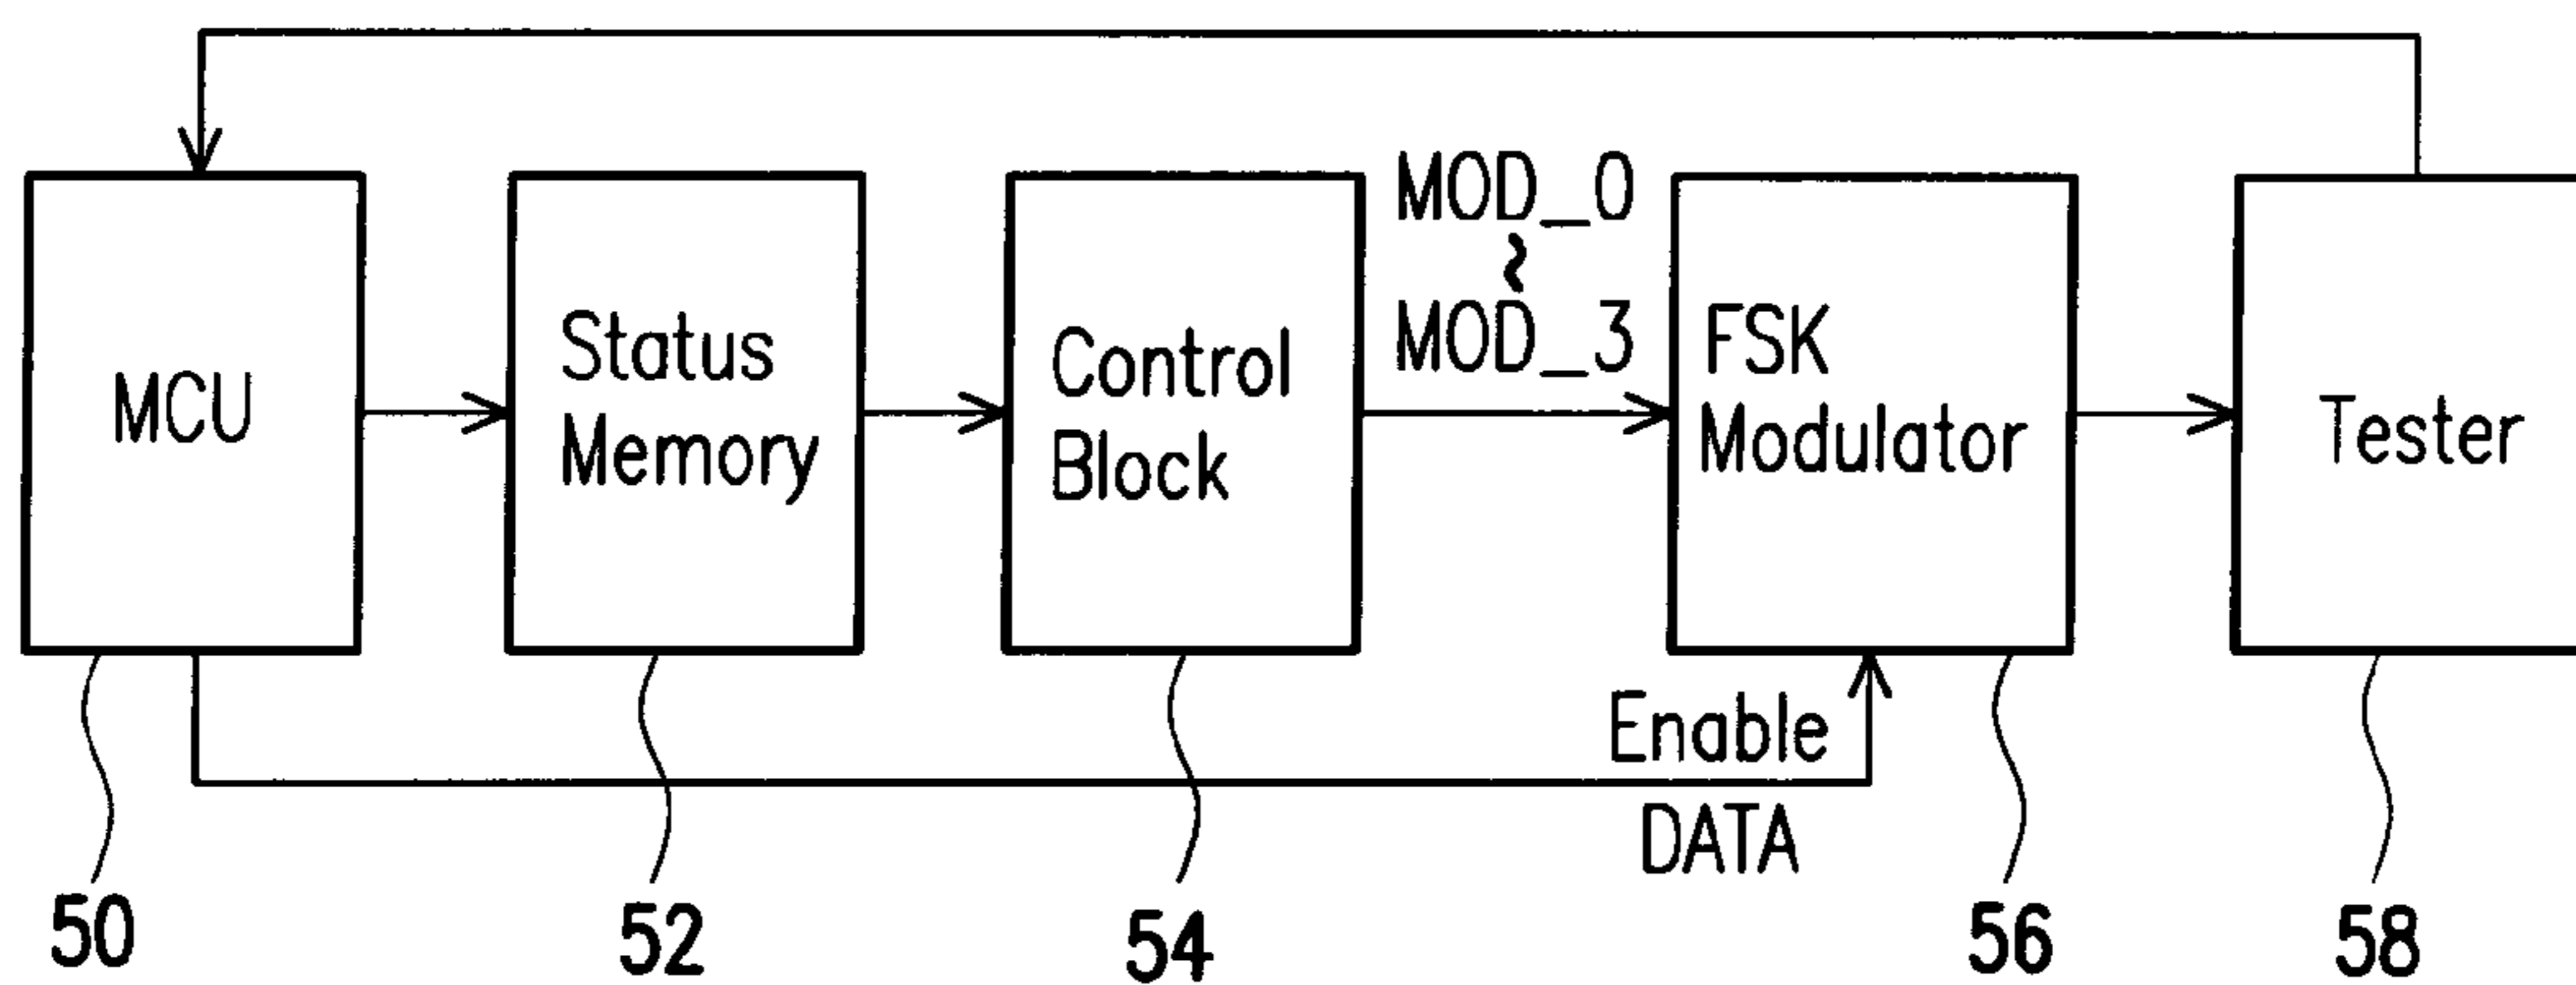 MCU
Status
Memory
Control
Block
MOD_0
~
MOD_3
FSK
Modulator
Tester
Enable
DATA
50
52
54
56
58